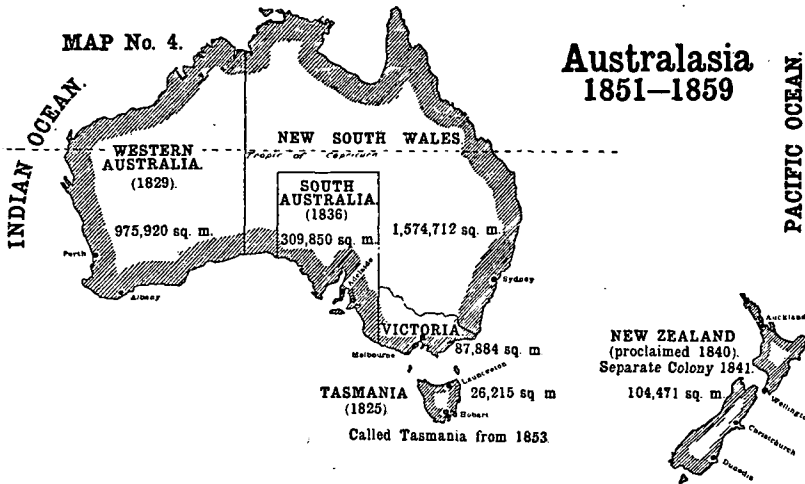 MAP No. 4.
Australasia
1851—1859
INDIAN OCEAN.
PACIFIC OCEAN.
NEW SOUTH WALES
Tropic of Capricorn
WESTERN
AUSTRALIA.
(1829).
975,920 sq. m.
SOUTH
AUSTRALIA.
(1836)
309,850 sq. m.
1,574,712 sq. m.
Perth
Albany
Adelaide
Sydney
VICTORIA.
87,884 sq. m
Melbourne
Launceston
TASMANIA
(1825)
26,215 sq m
Hobart
Called Tasmania from 1853.
Auckland
NEW ZEALAND
(proclaimed 1840).
Separate Colony 1841.
104,471 sq. m.
Wellington
Christchurch
Dunedin